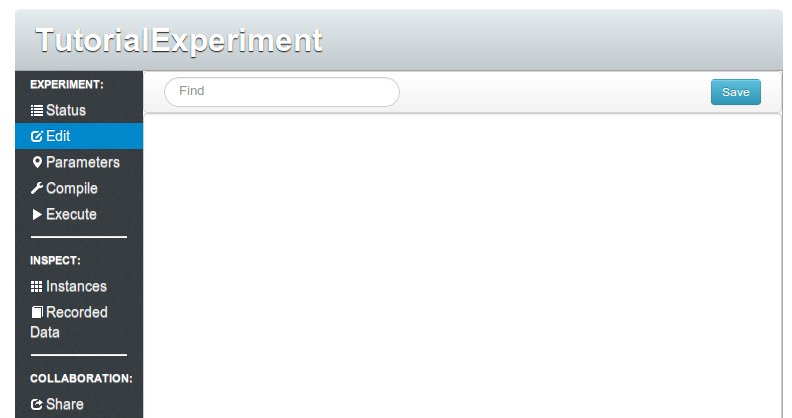 TutorialExperiment
EXPERIMENT:
Status
Edit
Parameters
Compile
Execute
INSPECT:
Instances
Recorded
Data
COLLABORATION:
Share
Find
Save